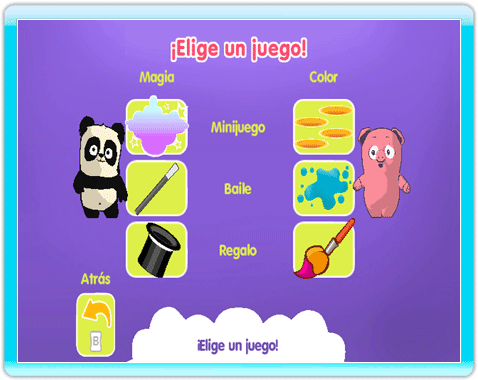 ¡Elige un juego!
Magia
Color
Minijuego
Baile
Regalo
Atrás
B
¡Elige un juego!